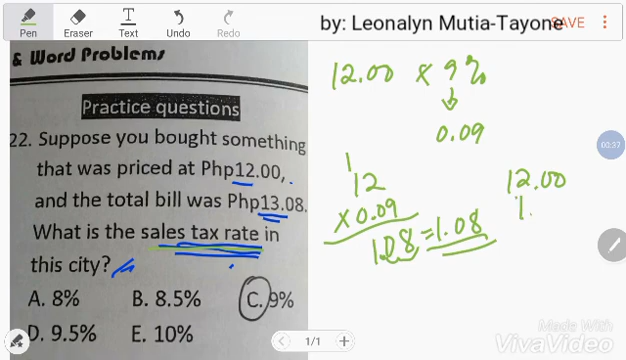 Pen
Eraser
Text
Undo
Redo
by: Leonalyn Mutia-Tayone
SAVE
& Word Problems
Practice questions
22. Suppose you bought something
that was priced at Php12.00,
and the total bill was Php13.08.
What is the sales tax rate in
this city?
A. 8%
B. 8.5%
C. 9%
D. 9.5%
E. 10%
12.00 x 9%
0.09
1
12
x 0.09
108 = 1.08
12.00
1.
00:37
1/1
Made With
VivaVideo